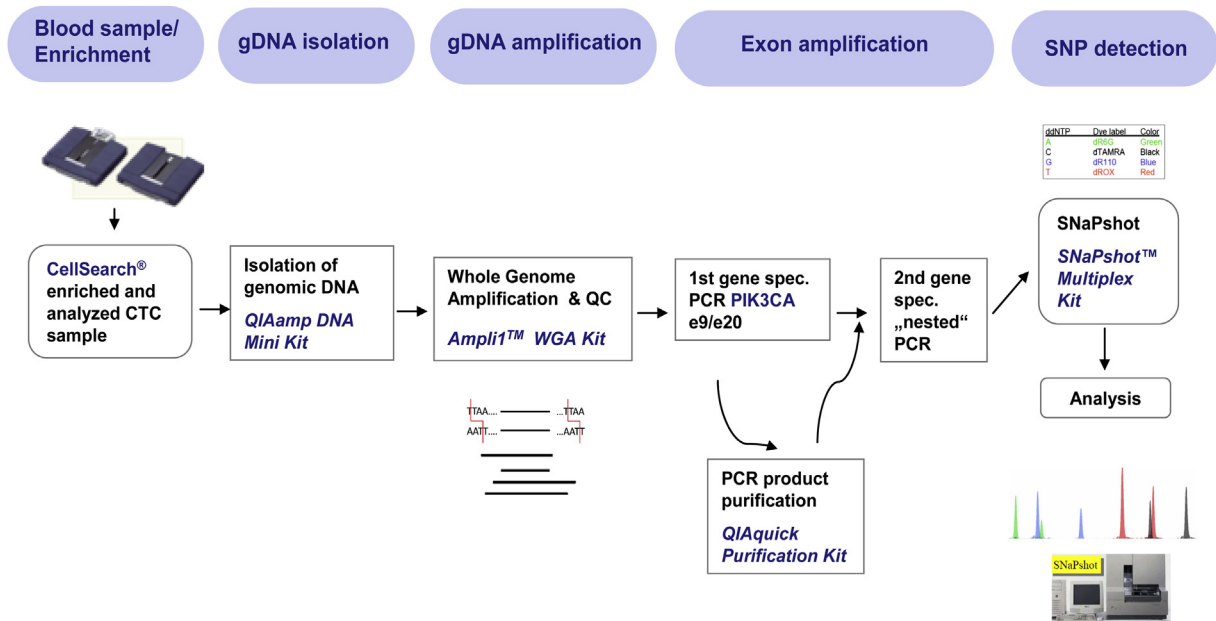 Blood sample/
Enrichment
gDNA isolation
gDNA amplification
Exon amplification
SNP detection
ddNTP Dye label Color
A dR6G Green
C dTAMRA Black
G dR110 Blue
T dROX Red
CellSearch®
enriched and
analyzed CTC
sample
Isolation of
genomic DNA
QIAamp DNA
Mini Kit
Whole Genome
Amplification & QC
Ampli1™ WGA Kit
1st gene spec.
PCR PIK3CA
e9/e20
2nd gene
spec.
„nested“
PCR
SNaPshot
SNaPshot™
Multiplex
Kit
Analysis
TTAA.... ...TTAA
AATT.... ...AATT
PCR product
purification
QIAquick
Purification Kit
SNaPshot